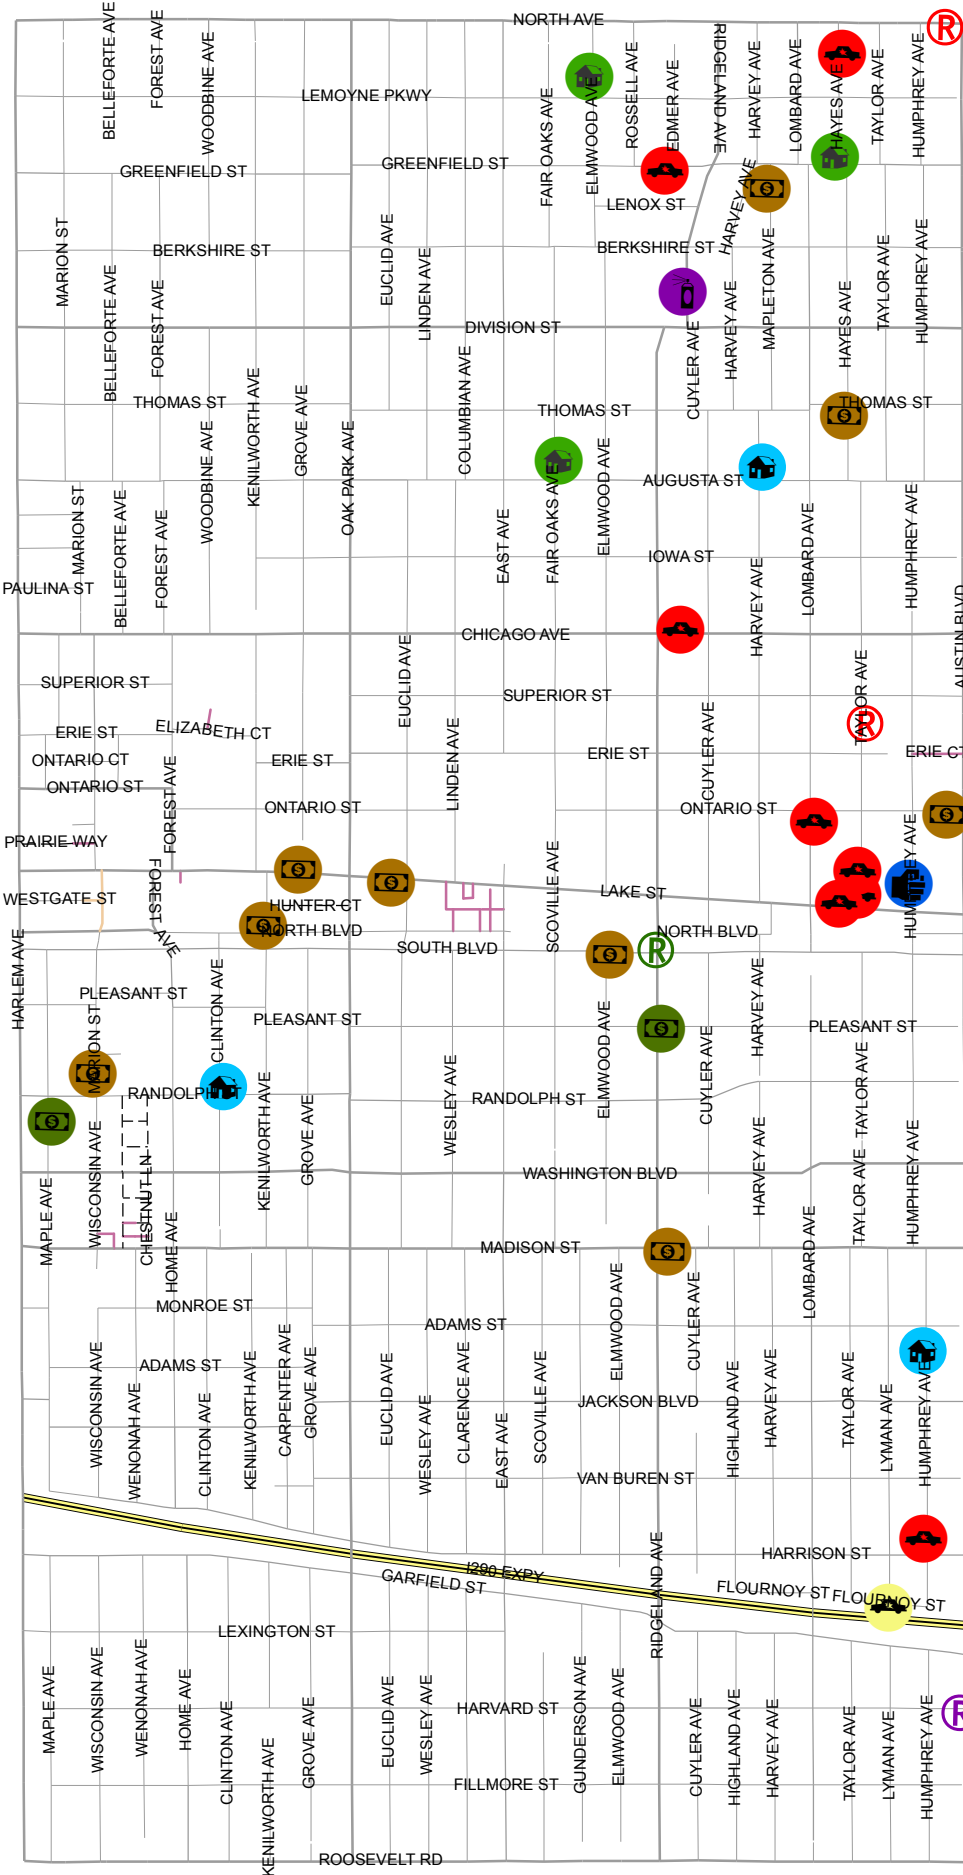 NORTH AVE
BELLEFORTE AVE
FOREST AVE
WOODBINE AVE
ROSSELL AVE
EDMER AVE
RIDGELAND AVE
HARVEY AVE
LOMBARD AVE
HAYES AVE
TAYLOR AVE
HUMPHREY AVE
®
LEMOYNE PKWY
FAIR OAKS AVE
ELMWOOD AVE
GREENFIELD ST
GREENFIELD ST
LENOX ST
HARVEY AVE
BERKSHIRE ST
BERKSHIRE ST
MARION ST
BELLEFORTE AVE
FOREST AVE
EUCLID AVE
LINDEN AVE
MAPLETON AVE
HARVEY AVE
HAYES AVE
TAYLOR AVE
HUMPHREY AVE
DIVISION ST
CUYLER AVE
THOMAS ST
THOMAS ST
THOMAS ST
COLUMBIAN AVE
KENILWORTH AVE
GROVE AVE
WOODBINE AVE
OAK PARK AVE
ELMWOOD AVE
AUGUSTA ST
MARION ST
BELLEFORTE AVE
FOREST AVE
EAST AVE
FAIR OAKS AVE
LOMBARD AVE
HUMPHREY AVE
IOWA ST
HARVEY AVE
PAULINA ST
AUSTIN BLVD
CHICAGO AVE
EUCLID AVE
SUPERIOR ST
SUPERIOR ST
TAYLOR AVE
®
ERIE ST
ELIZABETH CT
CUYLER AVE
LINDEN AVE
ERIE ST
ERIE CT
ONTARIO CT
ERIE ST
ONTARIO ST
FOREST AVE
ONTARIO ST
ONTARIO ST
PRAIRIE WAY
SCOVILLE AVE
HUMPHREY AVE
WESTGATE ST
FOREST AVE
HUNTER CT
LAKE ST
NORTH BLVD
NORTH BLVD
SOUTH BLVD
®
HARLEM AVE
PLEASANT ST
CLINTON AVE
HARVEY AVE
PLEASANT ST
PLEASANT ST
MARION ST
ELMWOOD AVE
CUYLER AVE
TAYLOR AVE
WESLEY AVE
RANDOLPH ST
RANDOLPH ST
KENILWORTH AVE
GROVE AVE
WISCONSIN AVE
HARVEY AVE
TAYLOR AVE
HUMPHREY AVE
WASHINGTON BLVD
MAPLE AVE
CHESTNUT LN
HOME AVE
LOMBARD AVE
MADISON ST
ELMWOOD AVE
CUYLER AVE
MONROE ST
ADAMS ST
ADAMS ST
WISCONSIN AVE
WENONAH AVE
CLINTON AVE
KENILWORTH AVE
CARPENTER AVE
GROVE AVE
EUCLID AVE
WESLEY AVE
CLARENCE AVE
EAST AVE
SCOVILLE AVE
JACKSON BLVD
HIGHLAND AVE
HARVEY AVE
TAYLOR AVE
LYMAN AVE
HUMPHREY AVE
VAN BUREN ST
HARRISON ST
RIDGELAND AVE
I290 EXPY
GARFIELD ST
FLOURNOY ST
FLOURNOY ST
LEXINGTON ST
MAPLE AVE
WISCONSIN AVE
WENONAH AVE
HOME AVE
CLINTON AVE
KENILWORTH AVE
GROVE AVE
EUCLID AVE
WESLEY AVE
HARVARD ST
GUNDERSON AVE
ELMWOOD AVE
CUYLER AVE
HIGHLAND AVE
HARVEY AVE
TAYLOR AVE
LYMAN AVE
HUMPHREY AVE
®
FILLMORE ST
ROOSEVELT RD